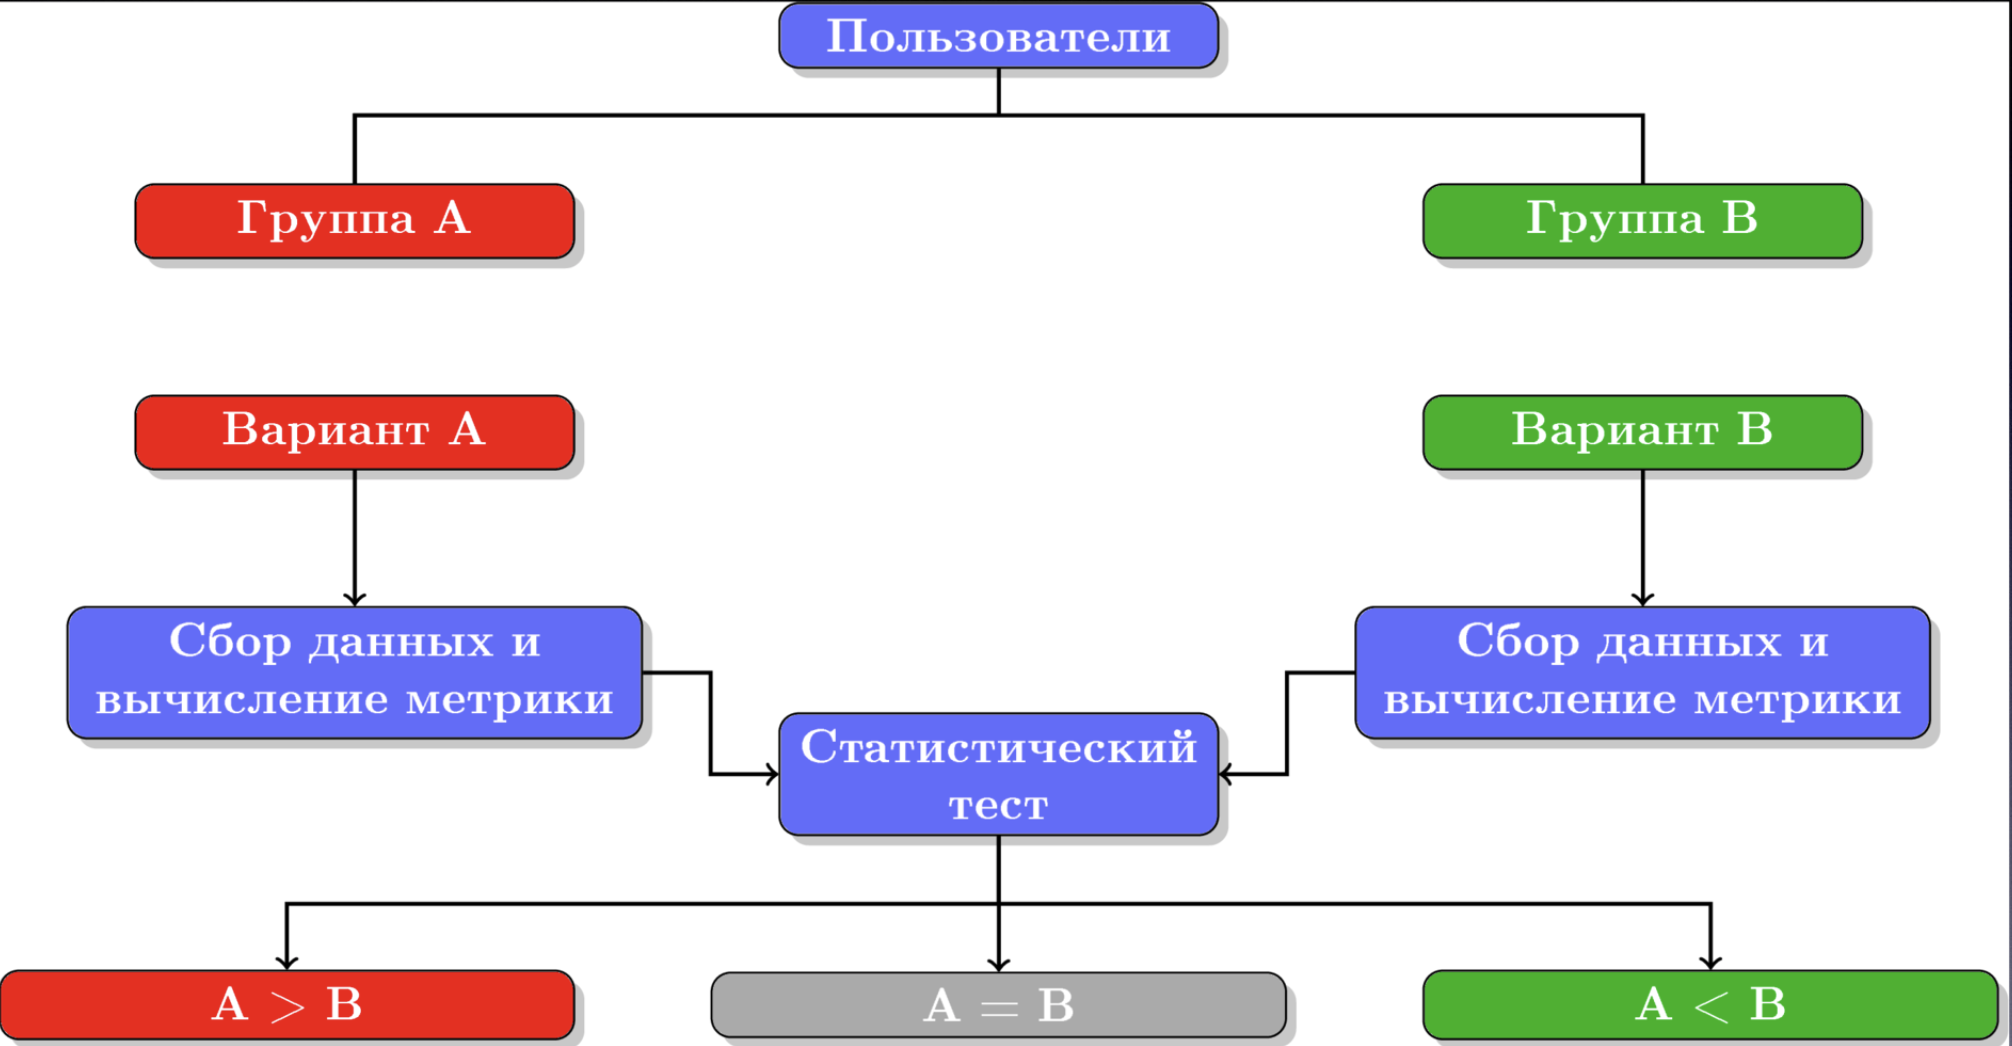 Пользователи
Группа A
Группа B
Вариант A
Вариант B
Сбор данных и
вычисление метрики
Сбор данных и
вычисление метрики
Статистический
тест
A > B
A = B
A < B